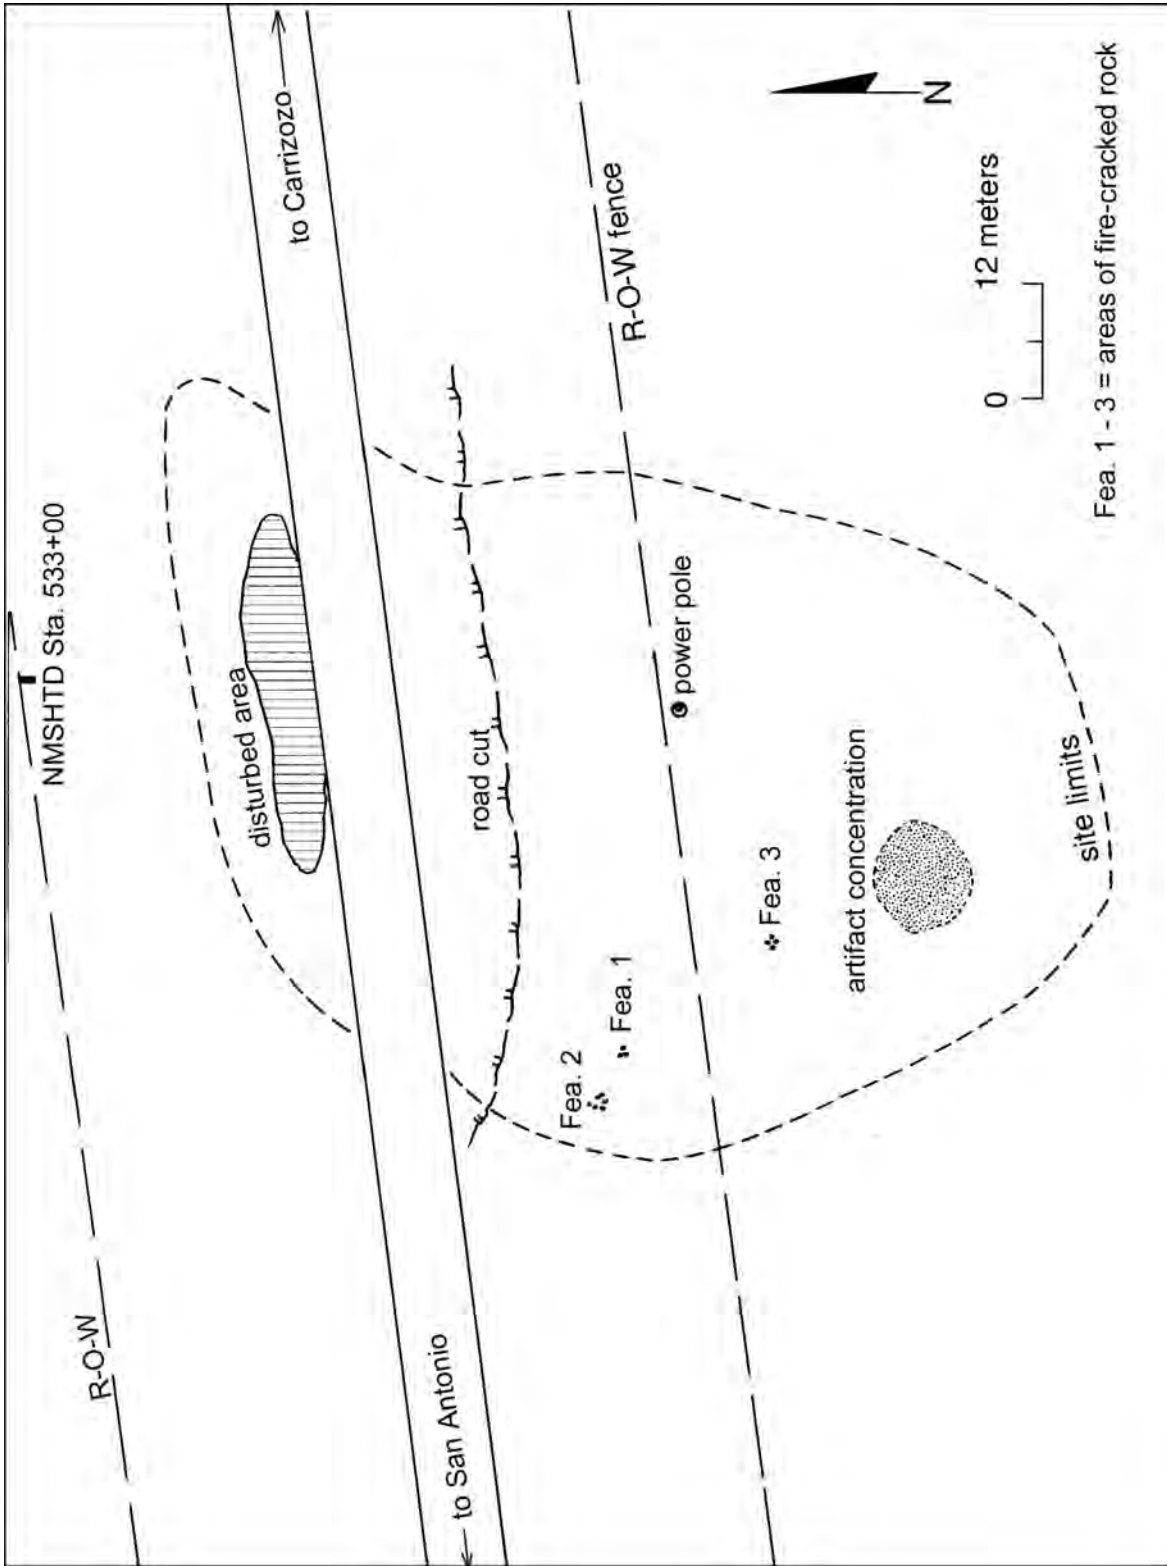 NMSHTD Sta. 533+00
R-O-W
disturbed area
to Carrizozo
to San Antonio
road cut
R-O-W fence
Fea. 2
Fea. 1
power pole
Fea. 3
artifact concentration
site limits
N
0 12 meters
Fea. 1 - 3 = areas of fire-cracked rock